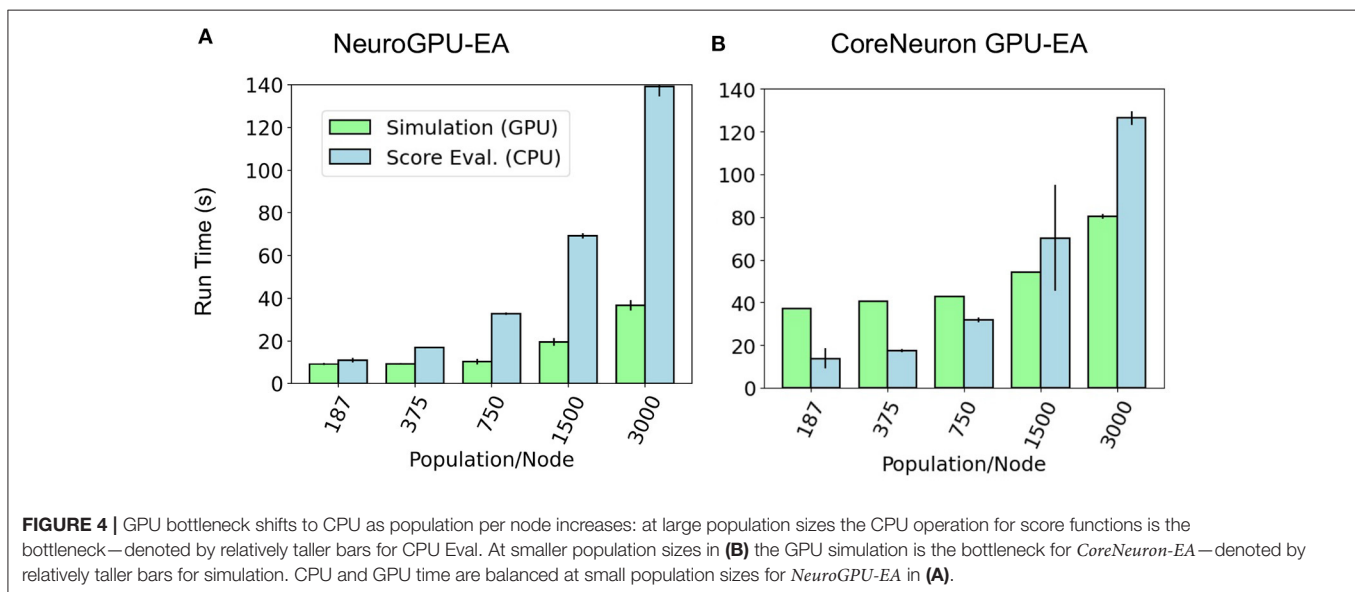 A
NeuroGPU-EA
140
120
100
80
60
40
20
0
Run Time (s)
Simulation (GPU)
Score Eval. (CPU)
187
375
750
1500
3000
Population/Node
B
CoreNeuron GPU-EA
140
120
100
80
60
40
20
0
187
375
750
1500
3000
Population/Node
FIGURE 4 | GPU bottleneck shifts to CPU as population per node increases: at large population sizes the CPU operation for score functions is the
bottleneck—denoted by relatively taller bars for CPU Eval. At smaller population sizes in (B) the GPU simulation is the bottleneck for CoreNeuron-EA—denoted by
relatively taller bars for simulation. CPU and GPU time are balanced at small population sizes for NeuroGPU-EA in (A).